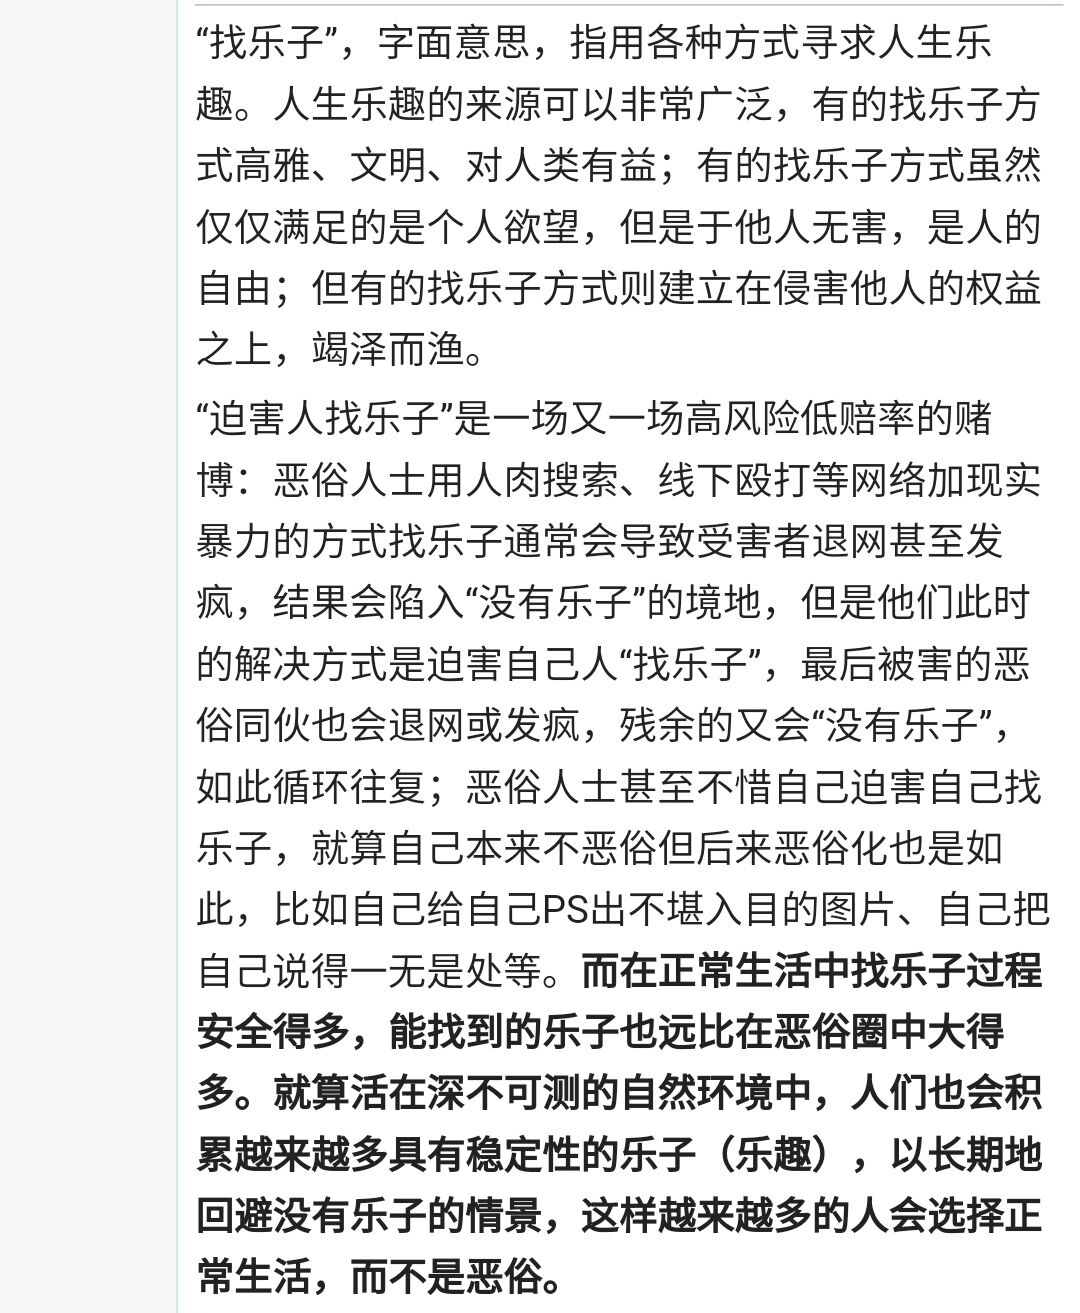 “找乐子”，字面意思，指用各种方式寻求人生乐
趣。人生乐趣的来源可以非常广泛，有的找乐子方
式高雅、文明、对人类有益；有的找乐子方式虽然
仅仅满足的是个人欲望，但是于他人无害，是人的
自由；但有的找乐子方式则建立在侵害他人的权益
之上，竭泽而渔。
“迫害人找乐子”是一场又一场高风险低赔率的赌
博：恶俗人士用人肉搜索、线下殴打等网络加现实
暴力的方式找乐子通常会导致受害者退网甚至发
疯，结果会陷入“没有乐子”的境地，但是他们此时
的解决方式是迫害自己人“找乐子”，最后被害的恶
俗同伙也会退网或发疯，残余的又会“没有乐子”，
如此循环往复；恶俗人士甚至不惜自己迫害自己找
乐子，就算自己本来不恶俗但后来恶俗化也是如
此，比如自己给自己PS出不堪入目的图片、自己把
自己说得一无是处等。而在正常生活中找乐子过程
安全得多，能找到的乐子也远比在恶俗圈中大得
多。就算活在深不可测的自然环境中，人们也会积
累越来越多具有稳定性的乐子（乐趣），以长期地
回避没有乐子的情景，这样越来越多的人会选择正
常生活，而不是恶俗。